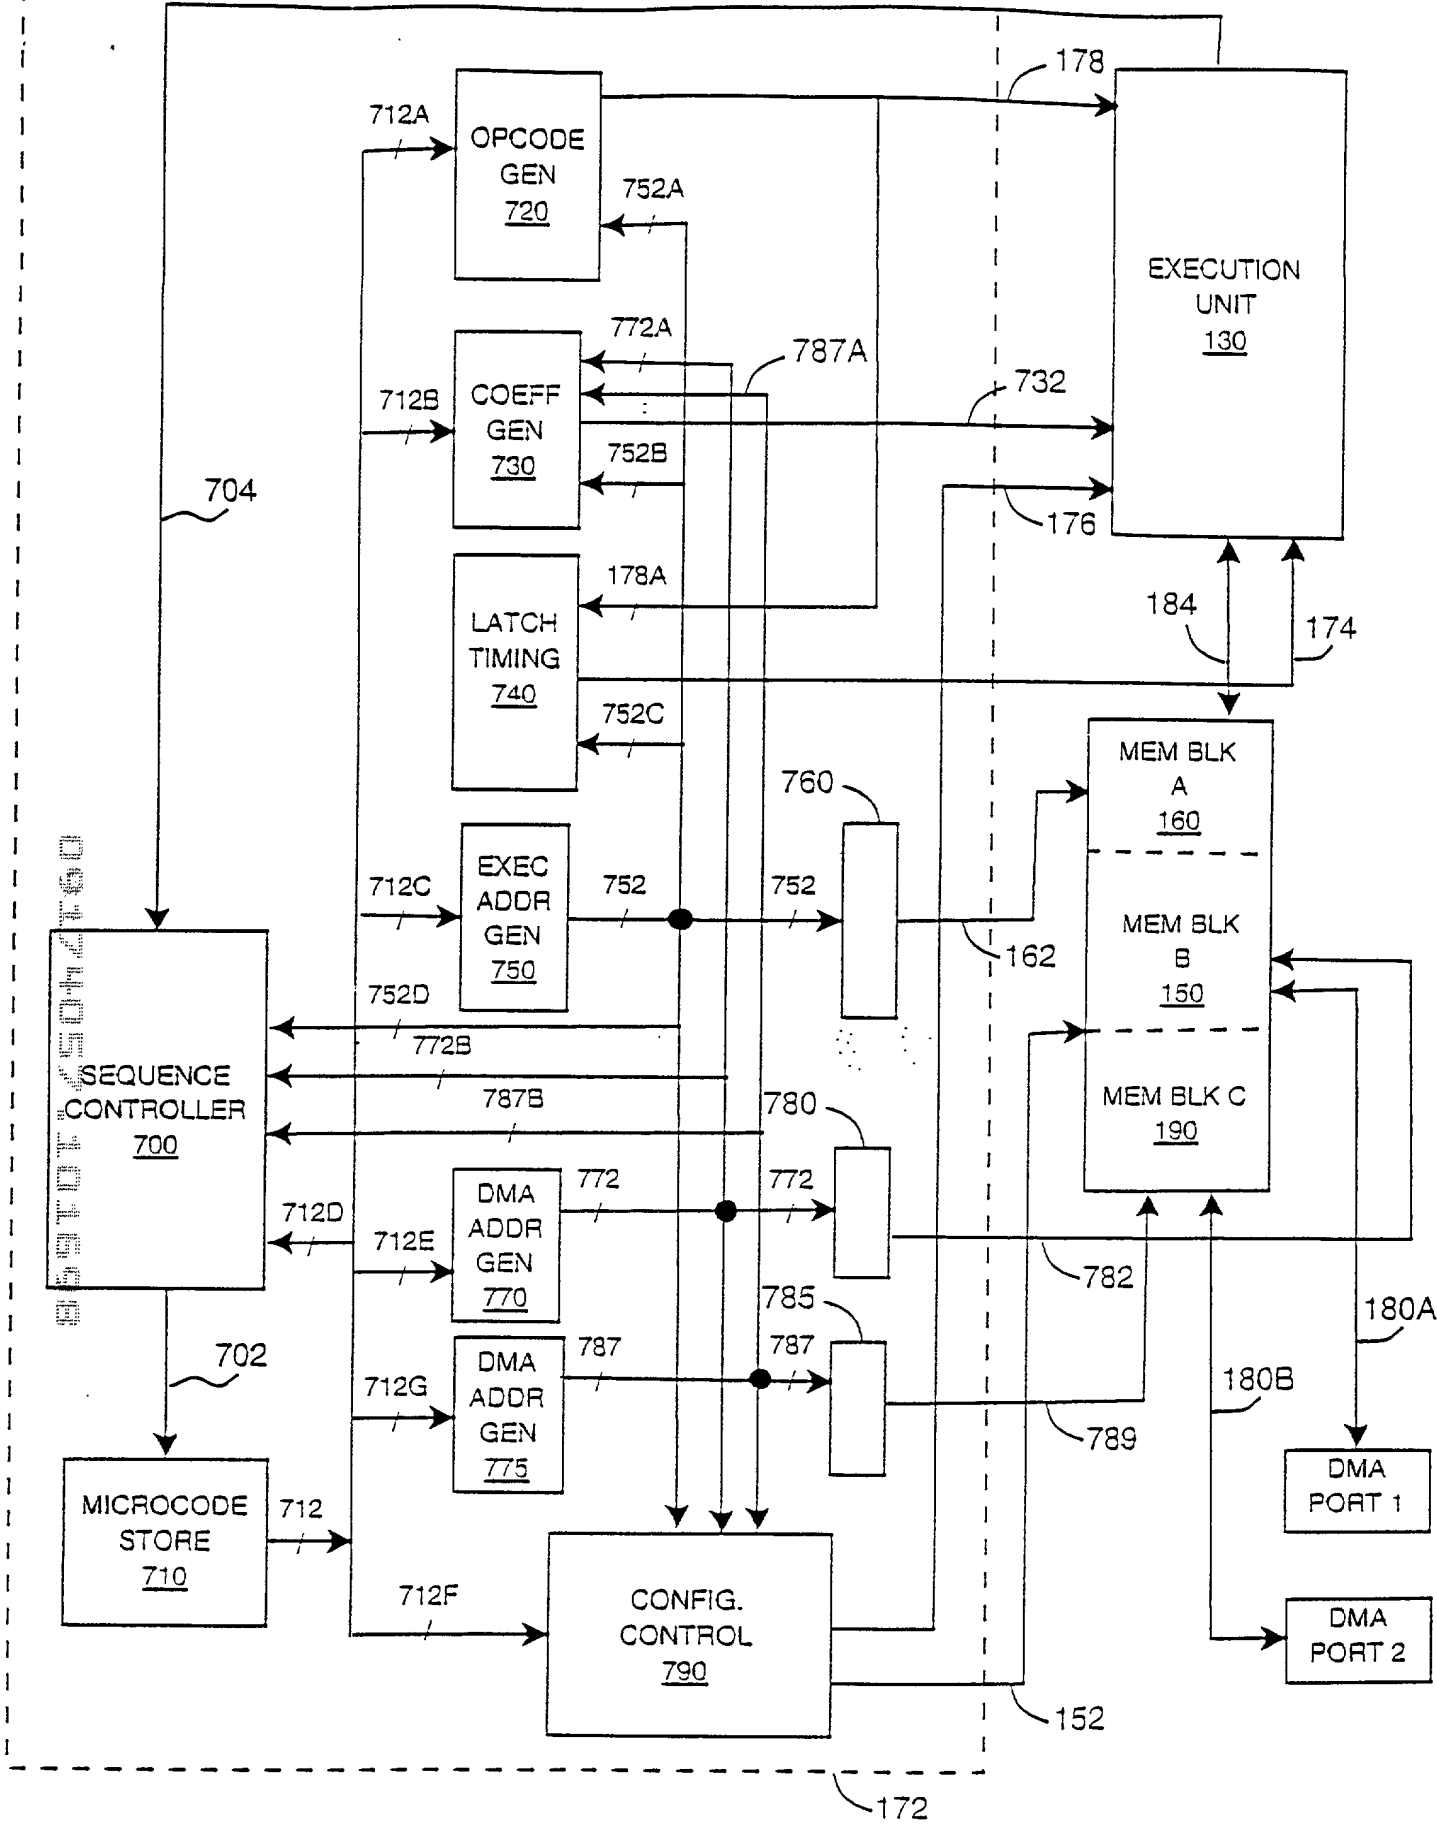 178
712A
OPCODE
GEN
720
752A
EXECUTION
UNIT
130
772A
787A
732
712B
COEFF
GEN
730
752B
704
176
178A
LATCH
TIMING
740
184
174
752C
MEM BLK
A
160
760
EXEC
ADDR
GEN
750
712C
752
752
162
MEM BLK
B
150
752D
772B
SEQUENCE
CONTROLLER
700
787B
780
MEM BLK C
190
712D
712E
DMA
ADDR
GEN
770
772
772
782
785
180A
702
712G
DMA
ADDR
GEN
775
787
787
180B
789
DMA
PORT 1
MICROCODE
STORE
710
712
712F
CONFIG.
CONTROL
790
DMA
PORT 2
152
172